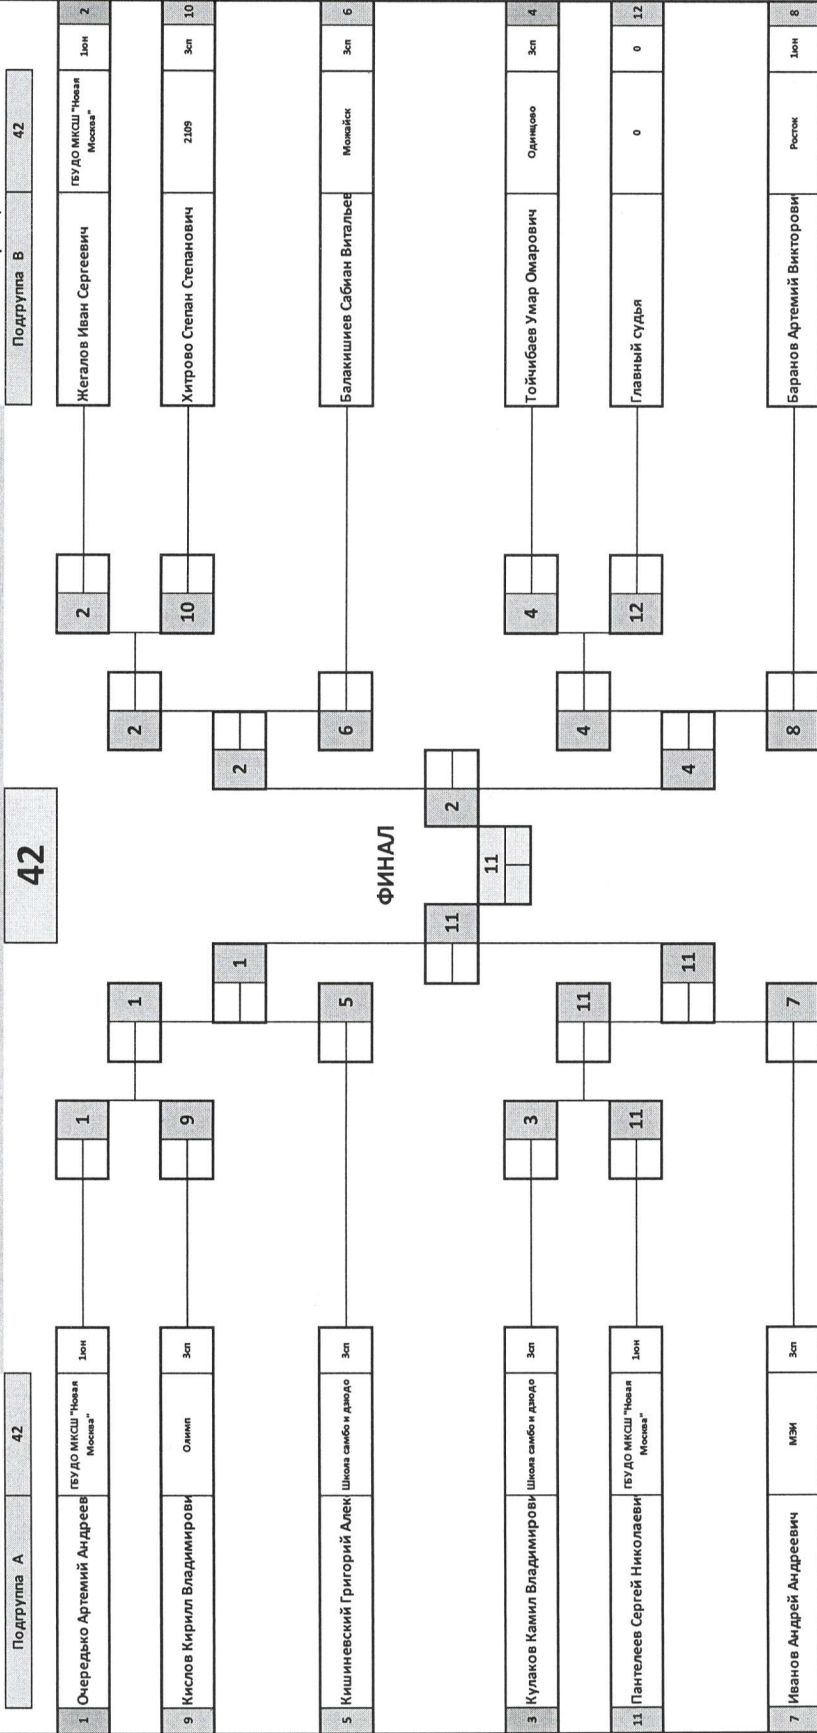 42
Подгруппа А 42
1 Очередько Артемий Андреев ГБУ ДО МКСШ "Новая Москва" 1юн
9 Кислов Кирилл Владимирови Олимп 3сп
5 Кишиневский Григорий Алек Школа самбо и дзюдо 3сп
3 Кулаков Камил Владимирови Школа самбо и дзюдо 3сп
11 Пантелеев Сергей Николаеви ГБУ ДО МКСШ "Новая Москва" 1юн
7 Иванов Андрей Андреевич МЭИ 3сп
1
9
1
5
1
3
11
11
7
11
11
ФИНАЛ
11
2
2
4
2
6
4
8
2
10
4
12
Подгруппа В 42
Жегалов Иван Сергеевич ГБУ ДО МКСШ "Новая Москва" 1юн 2
Хитрово Степан Степанович 2109 3сп 10
Балакишиев Сабиан Витальев Можайск 3сп 6
Тойчибаев Умар Омарович Одинцово 3сп 4
Главный судья 0 0 12
Баранов Артемий Викторови Росток 1юн 8